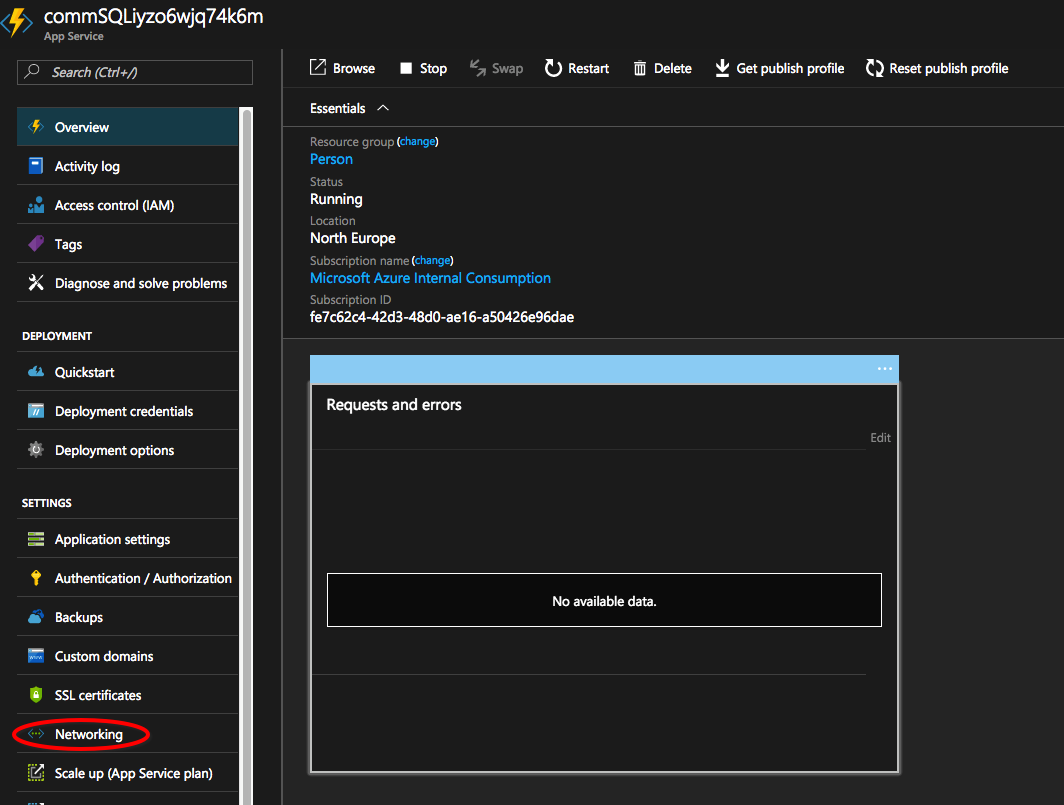 commSQLiyzo6wjq74k6m
App Service
Search (Ctrl+/)
Browse Stop Swap Restart Delete Get publish profile Reset publish profile
Overview
Activity log
Access control (IAM)
Tags
Diagnose and solve problems
DEPLOYMENT
Quickstart
Deployment credentials
Deployment options
SETTINGS
Application settings
Authentication / Authorization
Backups
Custom domains
SSL certificates
Networking
Scale up (App Service plan)
Essentials
Resource group (change)
Person
Status
Running
Location
North Europe
Subscription name (change)
Microsoft Azure Internal Consumption
Subscription ID
fe7c62c4-42d3-48d0-ae16-a50426e96dae
Requests and errors
Edit
No available data.